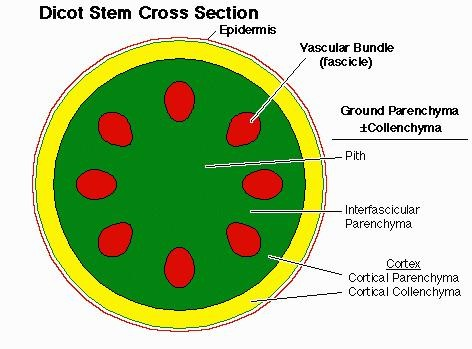 Dicot Stem Cross Section
Epidermis
Vascular Bundle
(fascicle)
Ground Parenchyma
±Collenchyma
Pith
Interfascicular
Parenchyma
Cortex
Cortical Parenchyma
Cortical Collenchyma